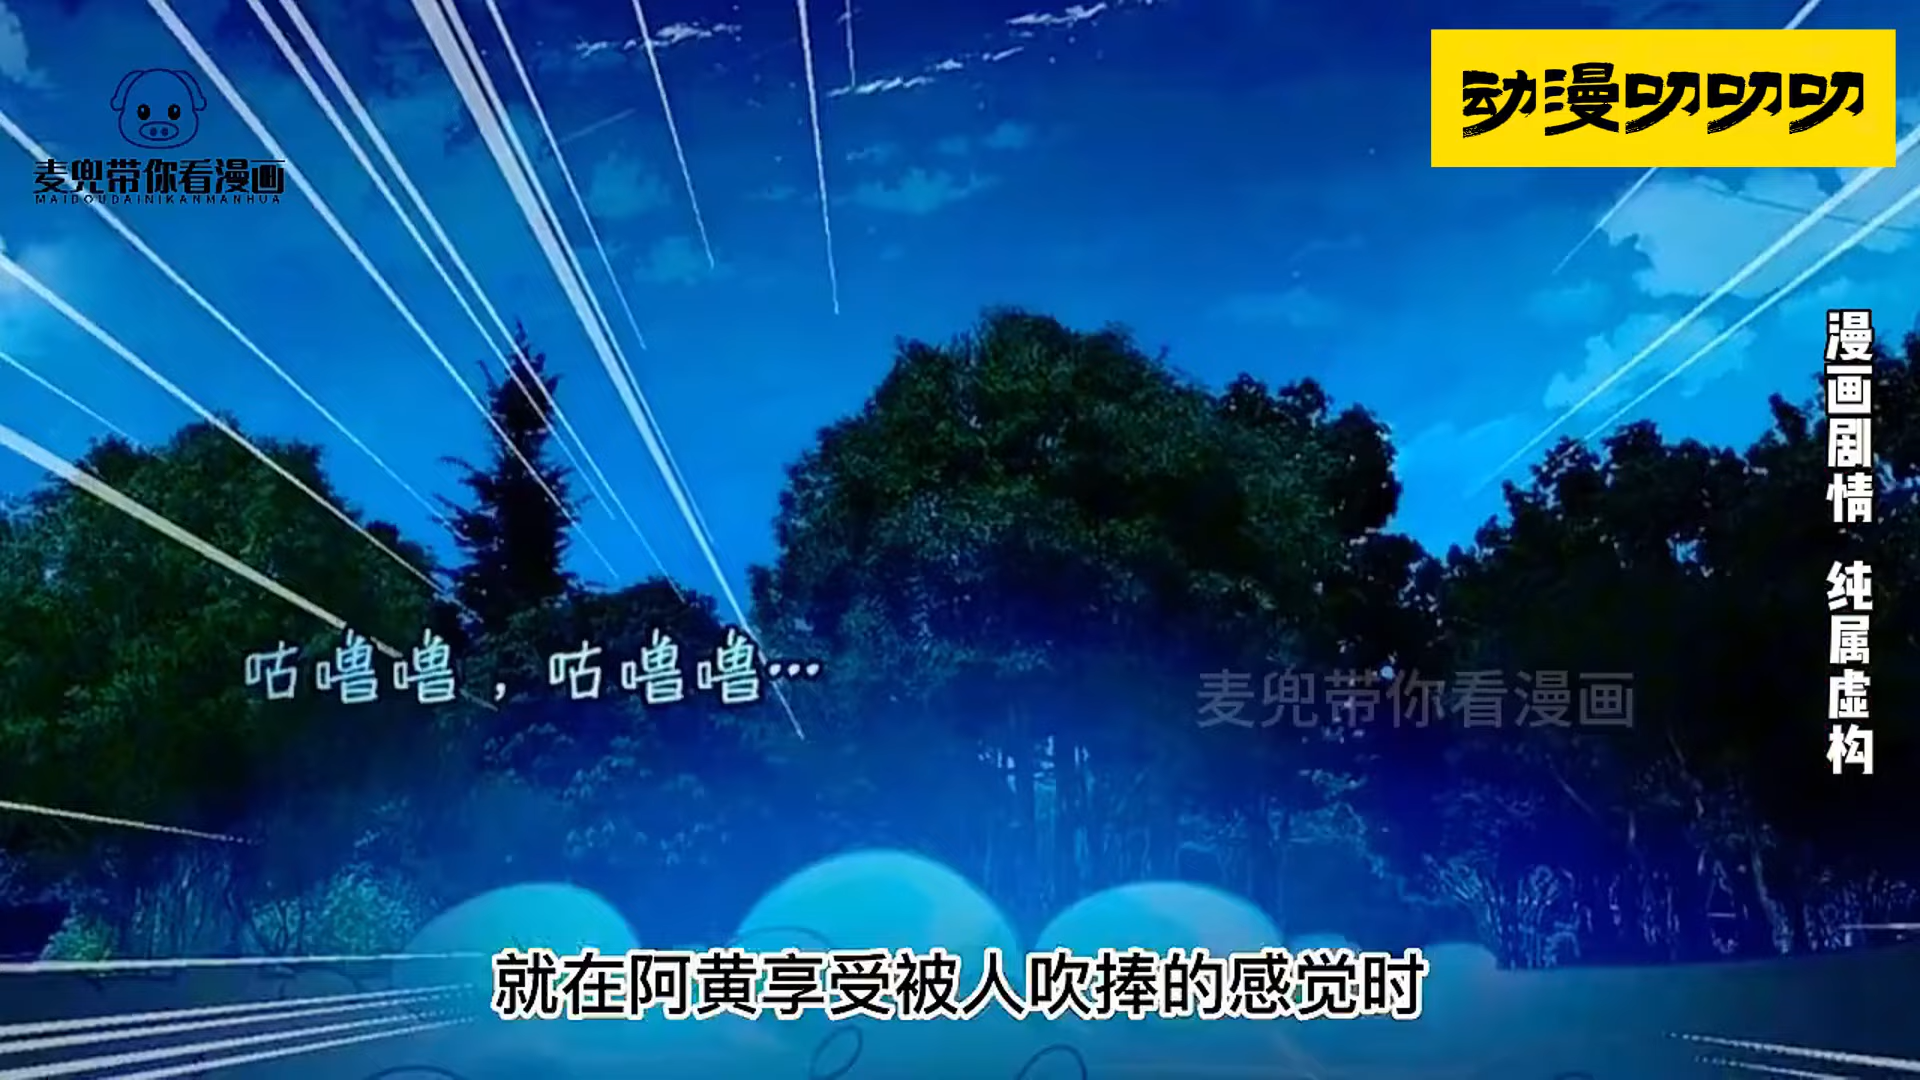 动漫叨叨叨
麦兜带你看漫画
MAIDOUDAINIKANMANHUA
漫画剧情 纯属虚构
咕噜噜，咕噜噜…
麦兜带你看漫画
就在阿黄享受被人吹捧的感觉时